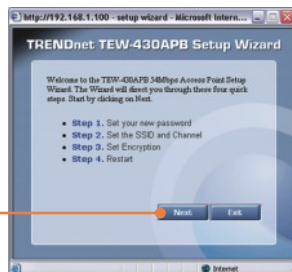 http://192.168.1.100 - setup wizard - Microsoft Intern...
TRENDnet TEW-430APB Setup Wizard
Welcome to the TEW-430APB 54Mbps Access Point Setup
Wizard. The Wizard will direct you through these four quick
steps. Start by clicking on Next.
• Step 1. Set your new password
• Step 2. Set the SSID and Channel
• Step 3. Set Encryption
• Step 4. Restart
Next Exit
Internet